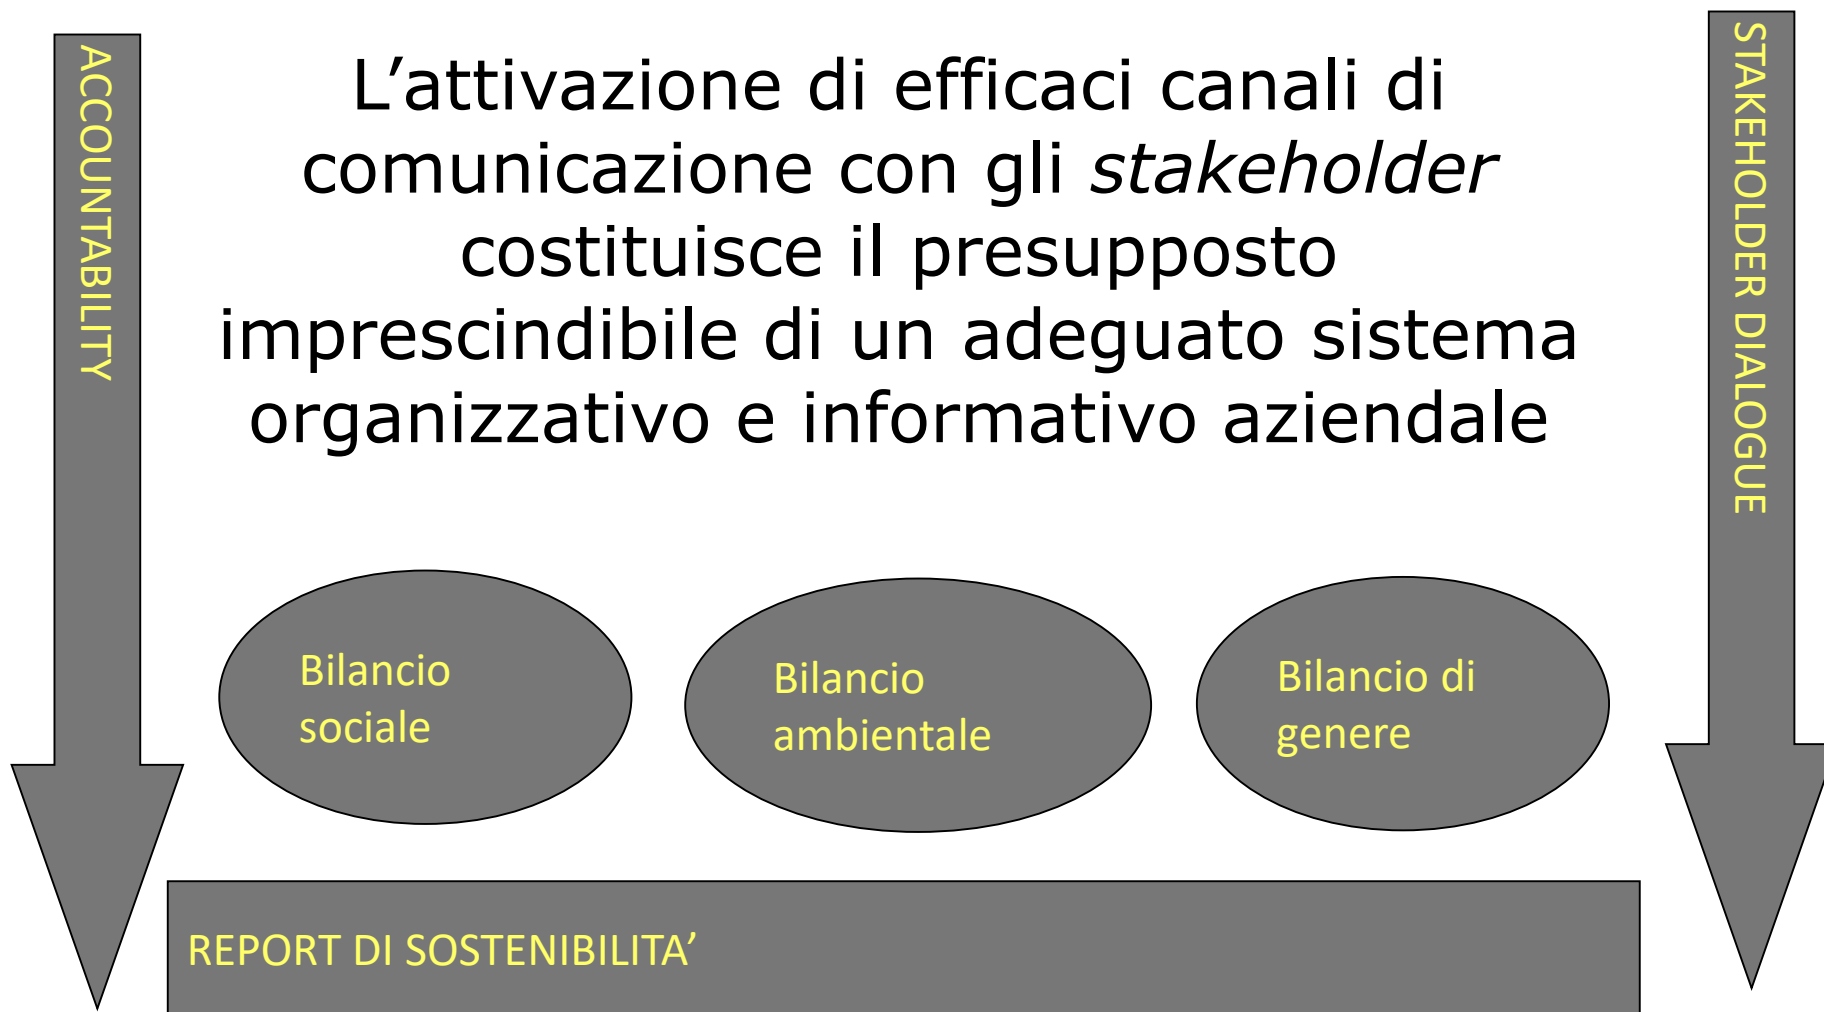 ACCOUNTABILITY
L’attivazione di efficaci canali di
comunicazione con gli stakeholder
costituisce il presupposto
imprescindibile di un adeguato sistema
organizzativo e informativo aziendale
STAKEHOLDER DIALOGUE
Bilancio
sociale
Bilancio
ambientale
Bilancio di
genere
REPORT DI SOSTENIBILITA’